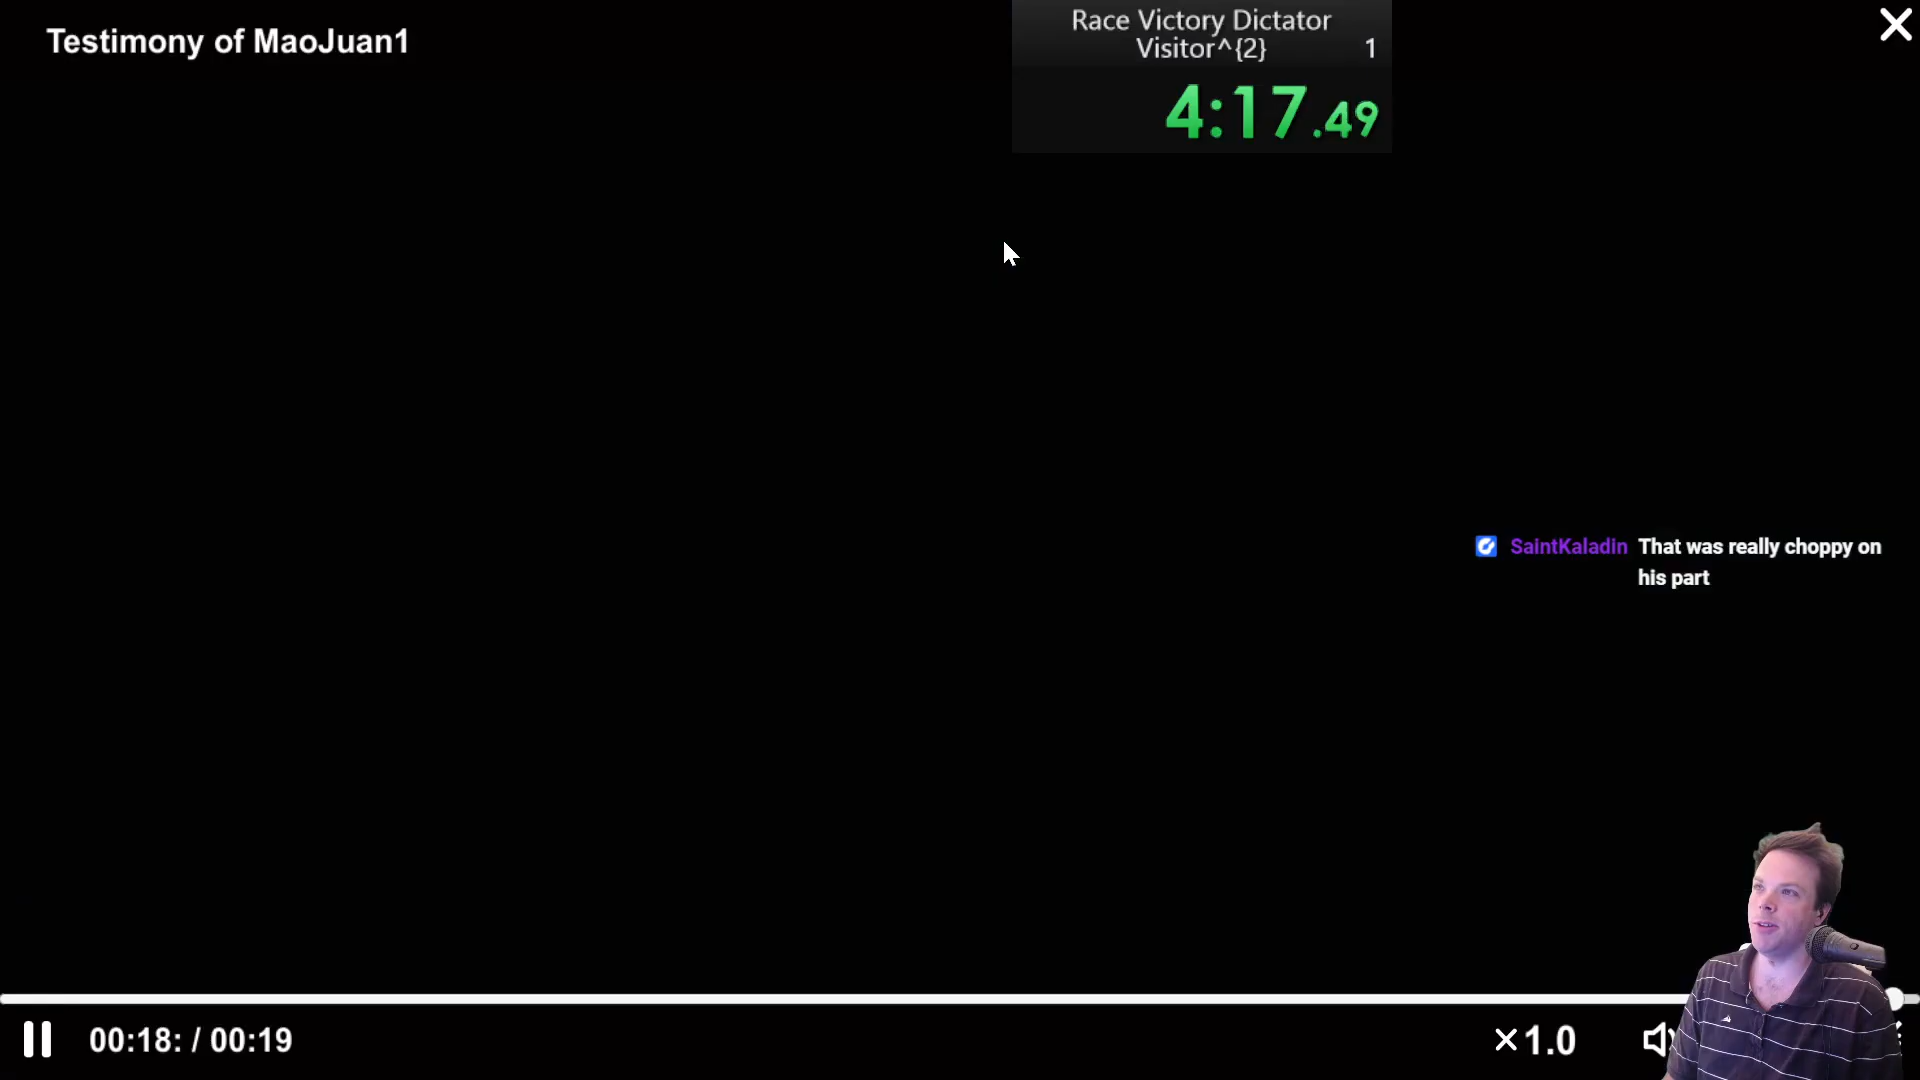 Testimony of MaoJuan1
Race Victory Dictator
Visitor^{2} 1
4:17.49
SaintKaladin That was really choppy on
his part
00:18: / 00:19
×1.0